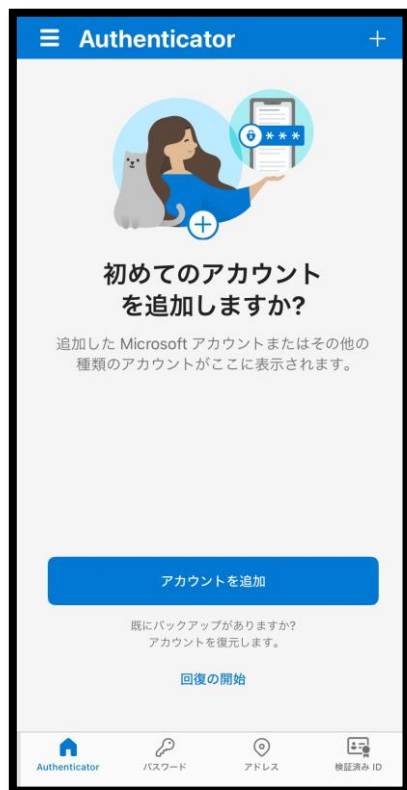 Authenticator
***
初めてのアカウント
を追加しますか?
追加した Microsoft アカウントまたはその他の
種類のアカウントがここに表示されます。
アカウントを追加
既にバックアップがありますか?
アカウントを復元します。
回復の開始
Authenticator パスワード アドレス 検証済み ID